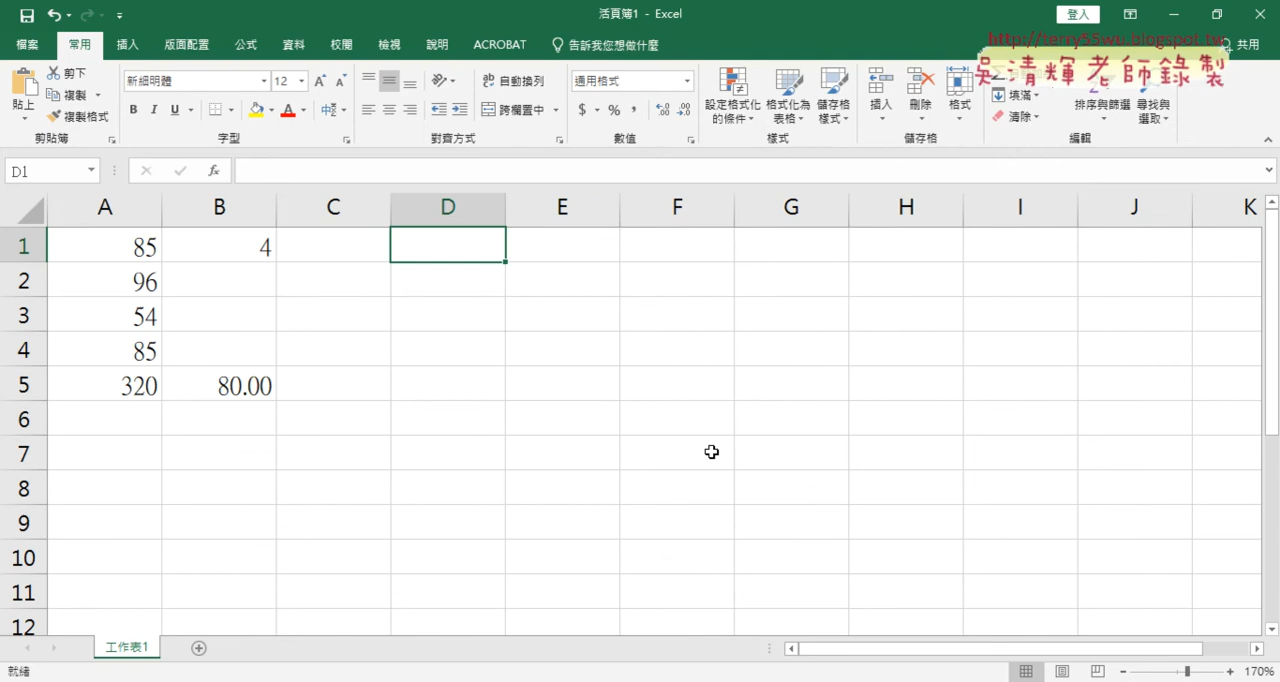 活頁簿1 - Excel
登入
檔案 常用 插入 版面配置 公式 資料 校閱 檢視 說明 ACROBAT 告訴我您想做什麼 共用
http://terry55wu.blogspot.tw
吳清輝老師錄製
貼上 剪下 複製 複製格式 剪貼簿
新細明體 12 B I U A 中 字型
自動換列 跨欄置中 對齊方式
通用格式 $ % , 數值
設定格式化的條件 格式化為表格 儲存格樣式 樣式
插入 刪除 格式 儲存格
填滿 清除 排序與篩選 尋找與選取 編輯
D1 fx
A B C D E F G H I J K
1 85 4
2 96
3 54
4 85
5 320 80.00
6
7
8
9
10
11
12
工作表1
就緒 170%